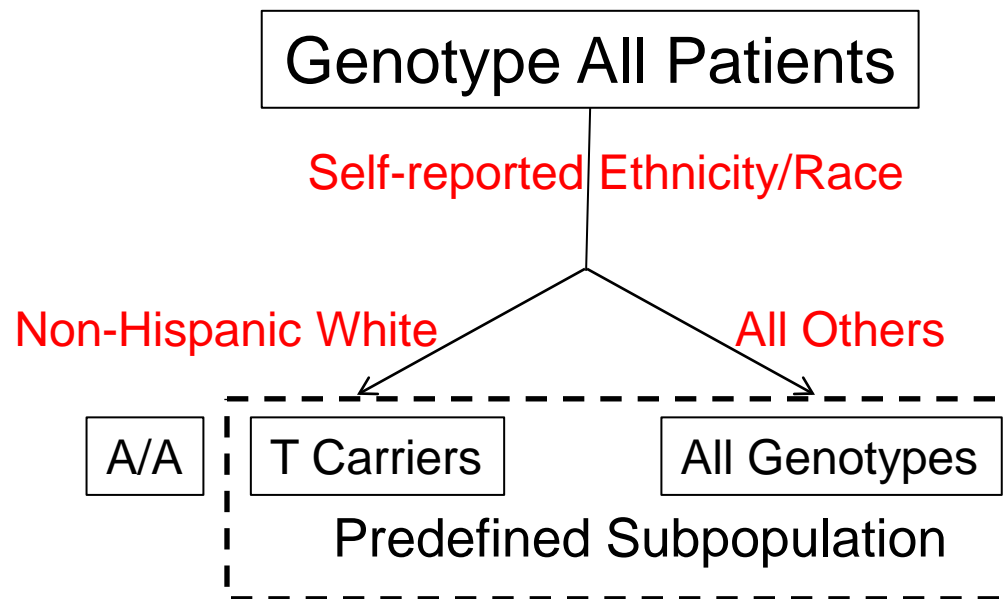 Genotype All Patients
Self-reported Ethnicity/Race
Non-Hispanic White
All Others
A/A
T Carriers
All Genotypes
Predefined Subpopulation